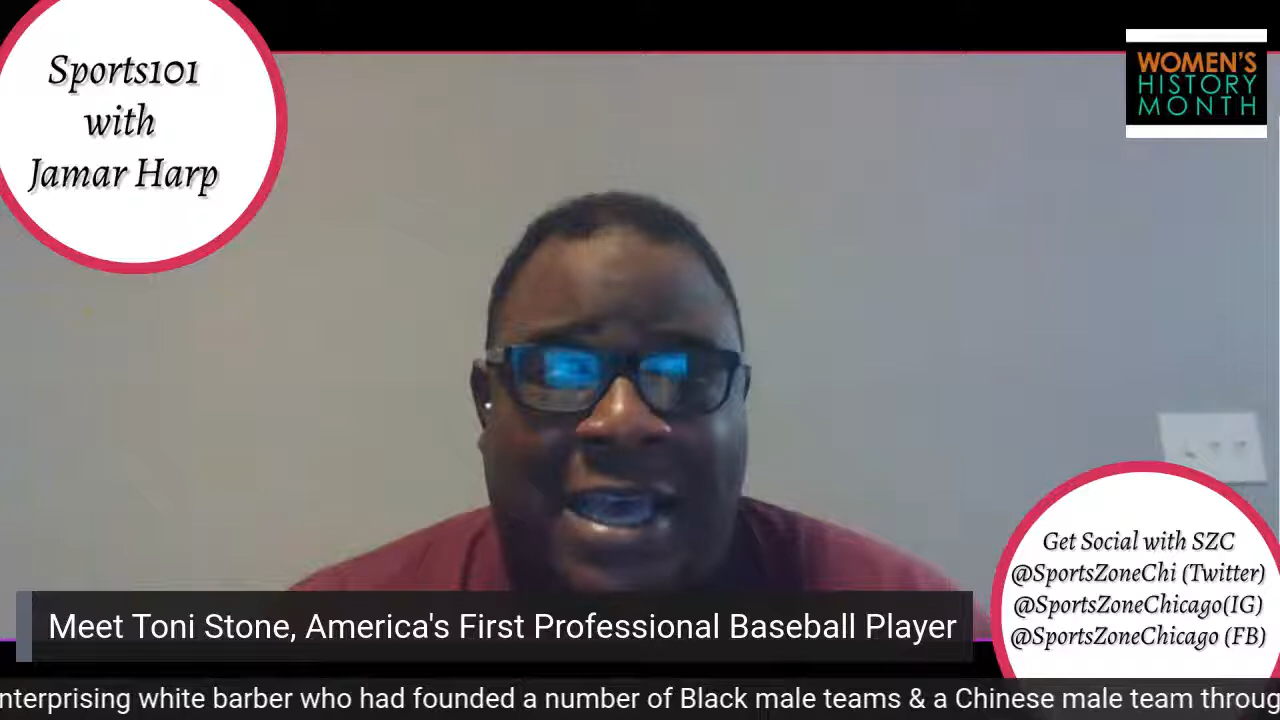 Sports101
with
Jamar Harp
WOMEN'S
HISTORY
MONTH
Get Social with SZC
@SportsZoneChi (Twitter)
@SportsZoneChicago(IG)
@SportsZoneChicago (FB)
Meet Toni Stone, America's First Professional Baseball Player
nterprising white barber who had founded a number of Black male teams & a Chinese male team throug